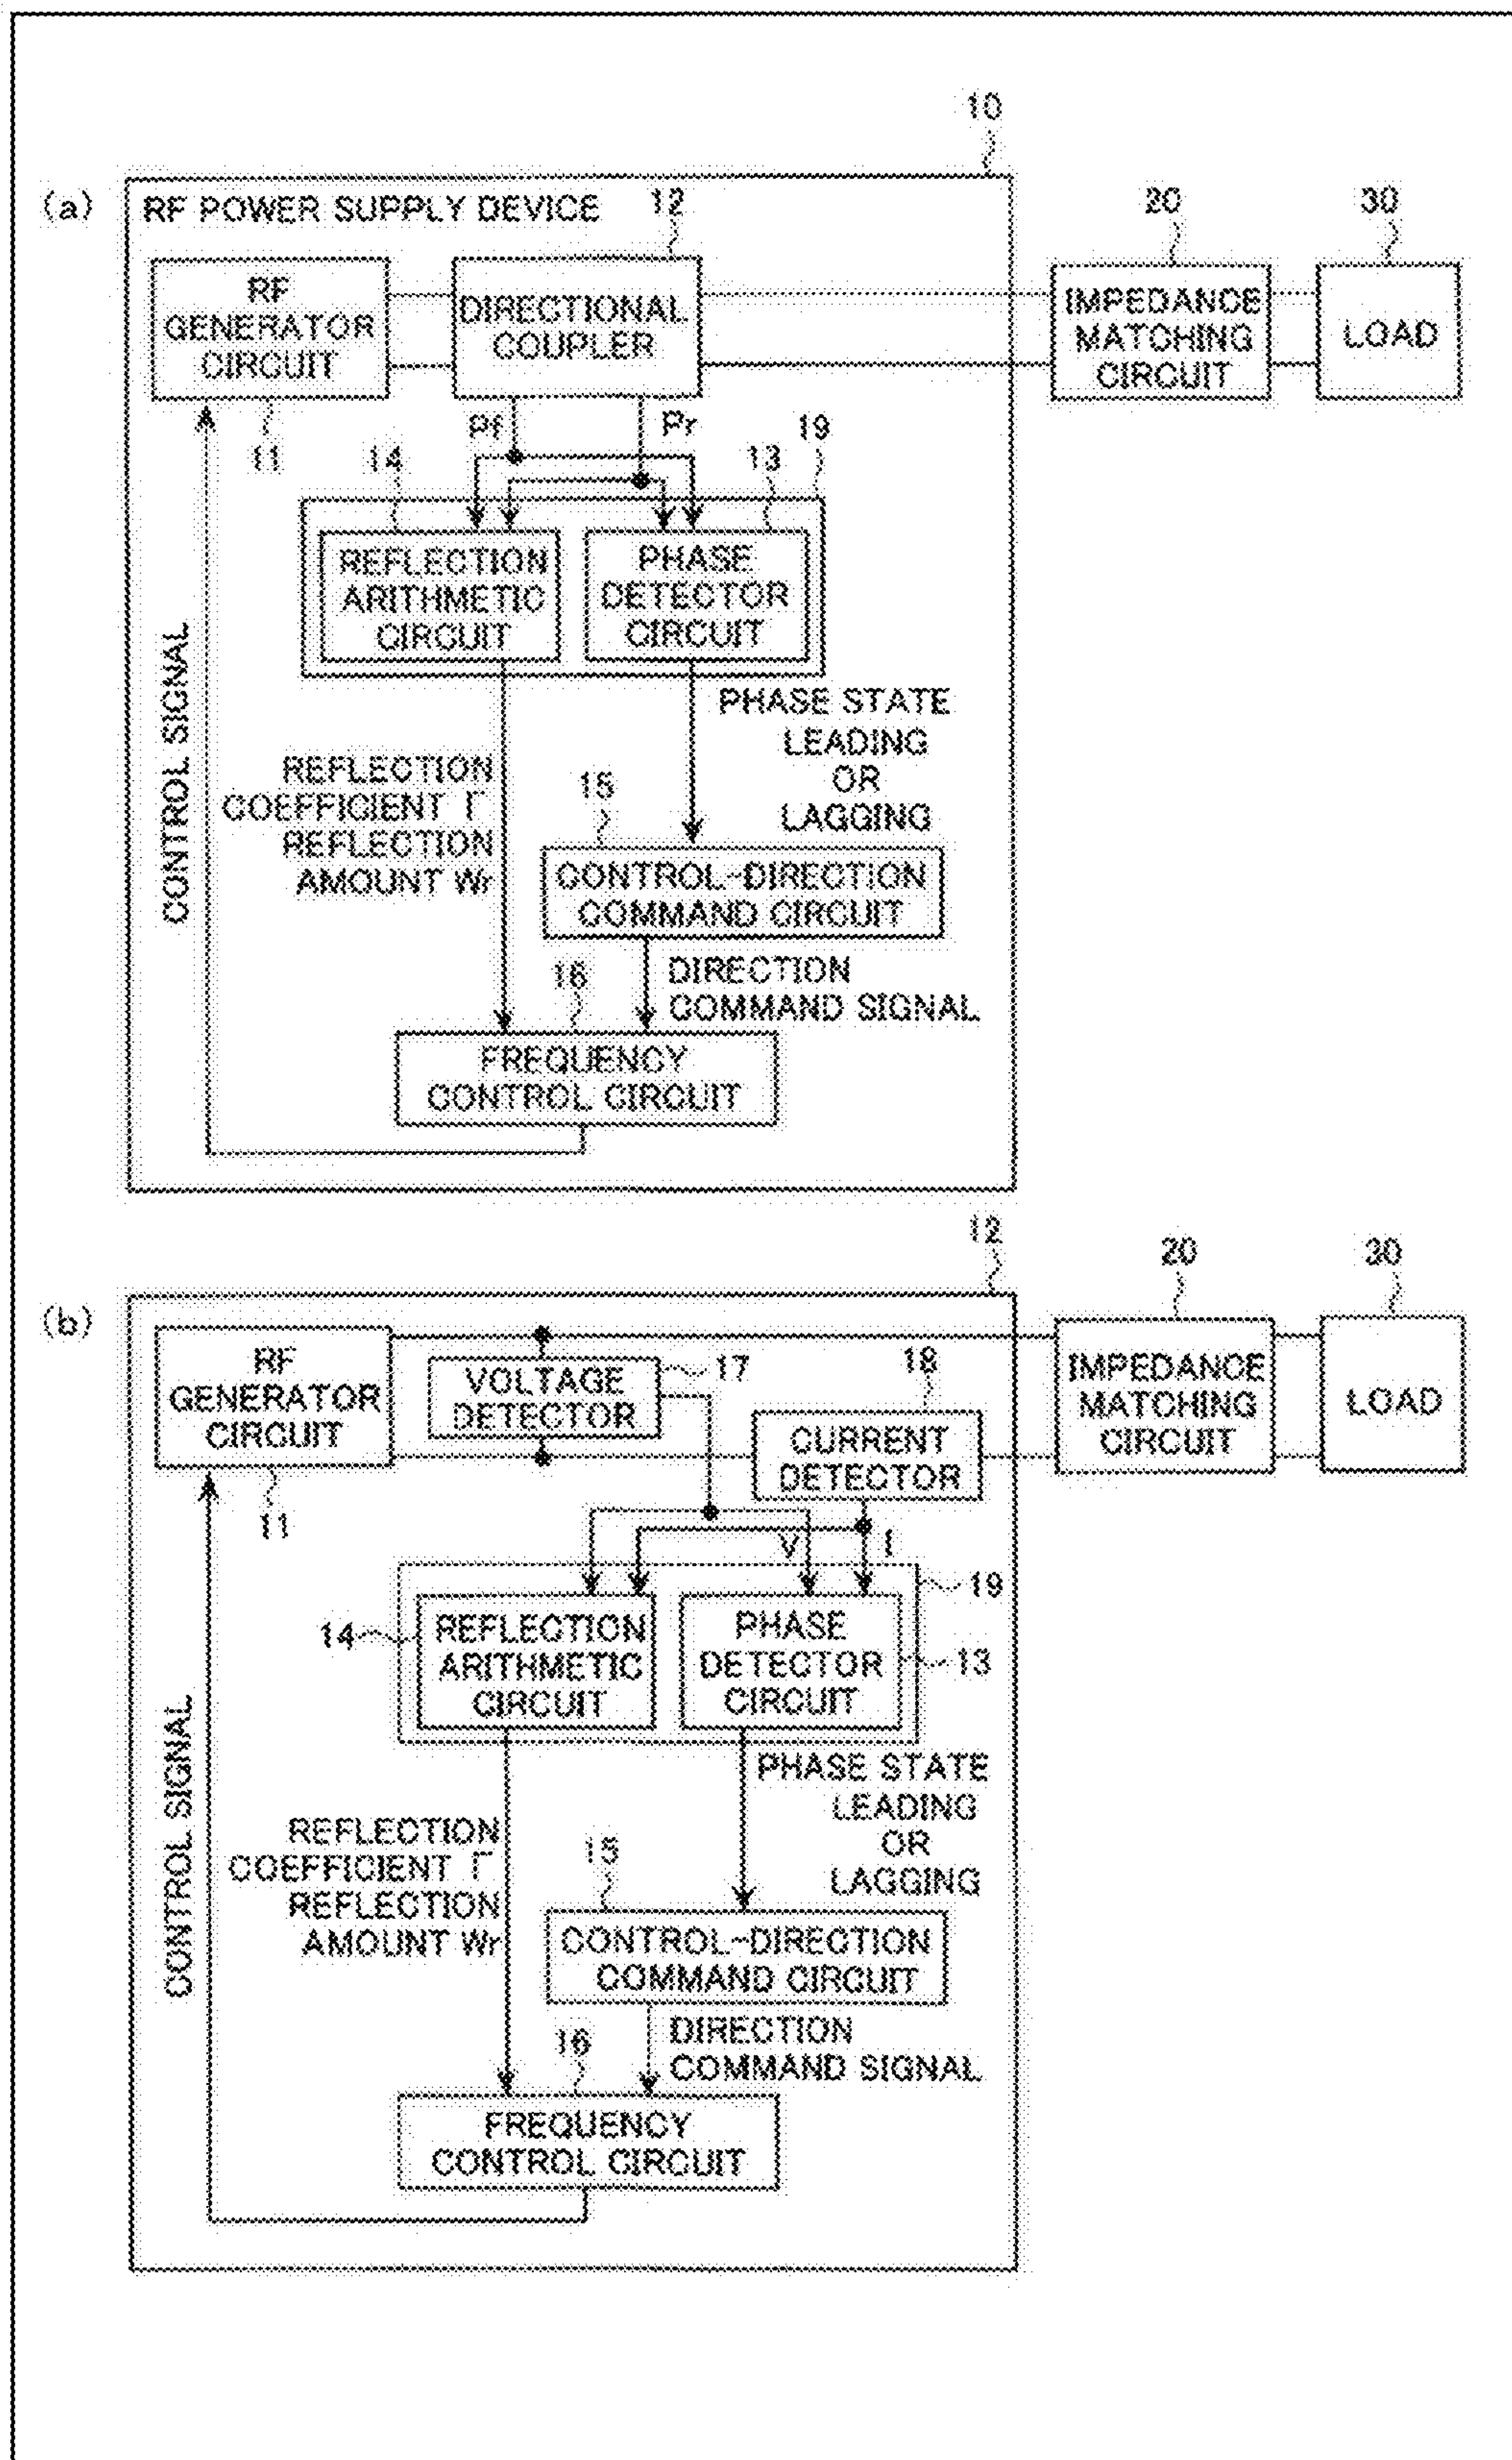 10
(a)
RF POWER SUPPLY DEVICE
12
20
30
RF
GENERATOR
CIRCUIT
DIRECTIONAL
COUPLER
IMPEDANCE
MATCHING
CIRCUIT
LOAD
11
Pf
Pr
14
13
19
REFLECTION
ARITHMETIC
CIRCUIT
PHASE
DETECTOR
CIRCUIT
CONTROL SIGNAL
PHASE STATE
LEADING
OR
LAGGING
REFLECTION
COEFFICIENT Γ
REFLECTION
AMOUNT Wr
15
CONTROL-DIRECTION
COMMAND CIRCUIT
16
DIRECTION
COMMAND SIGNAL
FREQUENCY
CONTROL CIRCUIT
12
20
30
(b)
RF
GENERATOR
CIRCUIT
VOLTAGE
DETECTOR
17
18
CURRENT
DETECTOR
IMPEDANCE
MATCHING
CIRCUIT
LOAD
11
V
I
19
14
REFLECTION
ARITHMETIC
CIRCUIT
PHASE
DETECTOR
CIRCUIT
13
CONTROL SIGNAL
PHASE STATE
LEADING
OR
LAGGING
REFLECTION
COEFFICIENT Γ
REFLECTION
AMOUNT Wr
15
CONTROL-DIRECTION
COMMAND CIRCUIT
16
DIRECTION
COMMAND SIGNAL
FREQUENCY
CONTROL CIRCUIT